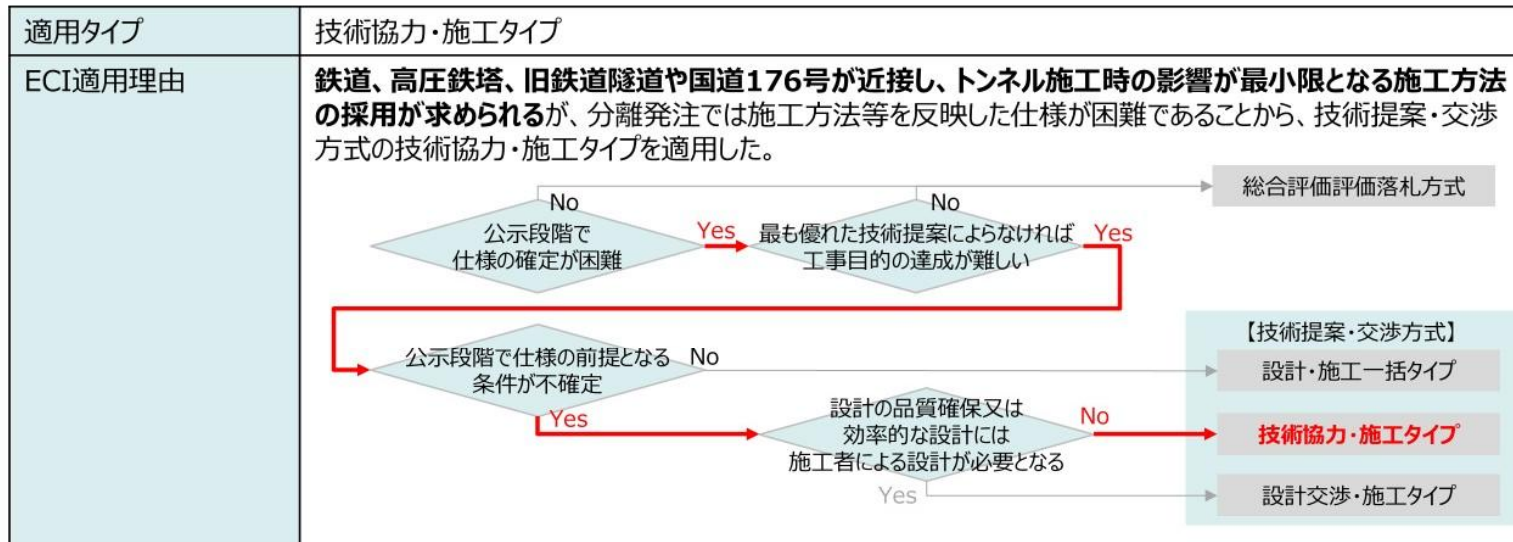 適用タイプ
技術協力・施工タイプ
ECI適用理由
鉄道、高圧鉄塔、旧鉄道隧道や国道176号が近接し、トンネル施工時の影響が最小限となる施工方法
の採用が求められるが、分離発注では施工方法等を反映した仕様が困難であることから、技術提案・交渉
方式の技術協力・施工タイプを適用した。
総合評価評価落札方式
No
No
公示段階で
仕様の確定が困難
Yes
最も優れた技術提案によらなければ
工事目的の達成が難しい
Yes
【技術提案・交渉方式】
公示段階で仕様の前提となる
条件が不確定
No
設計・施工一括タイプ
Yes
設計の品質確保又は
効率的な設計には
施工者による設計が必要となる
No
技術協力・施工タイプ
Yes
設計交渉・施工タイプ